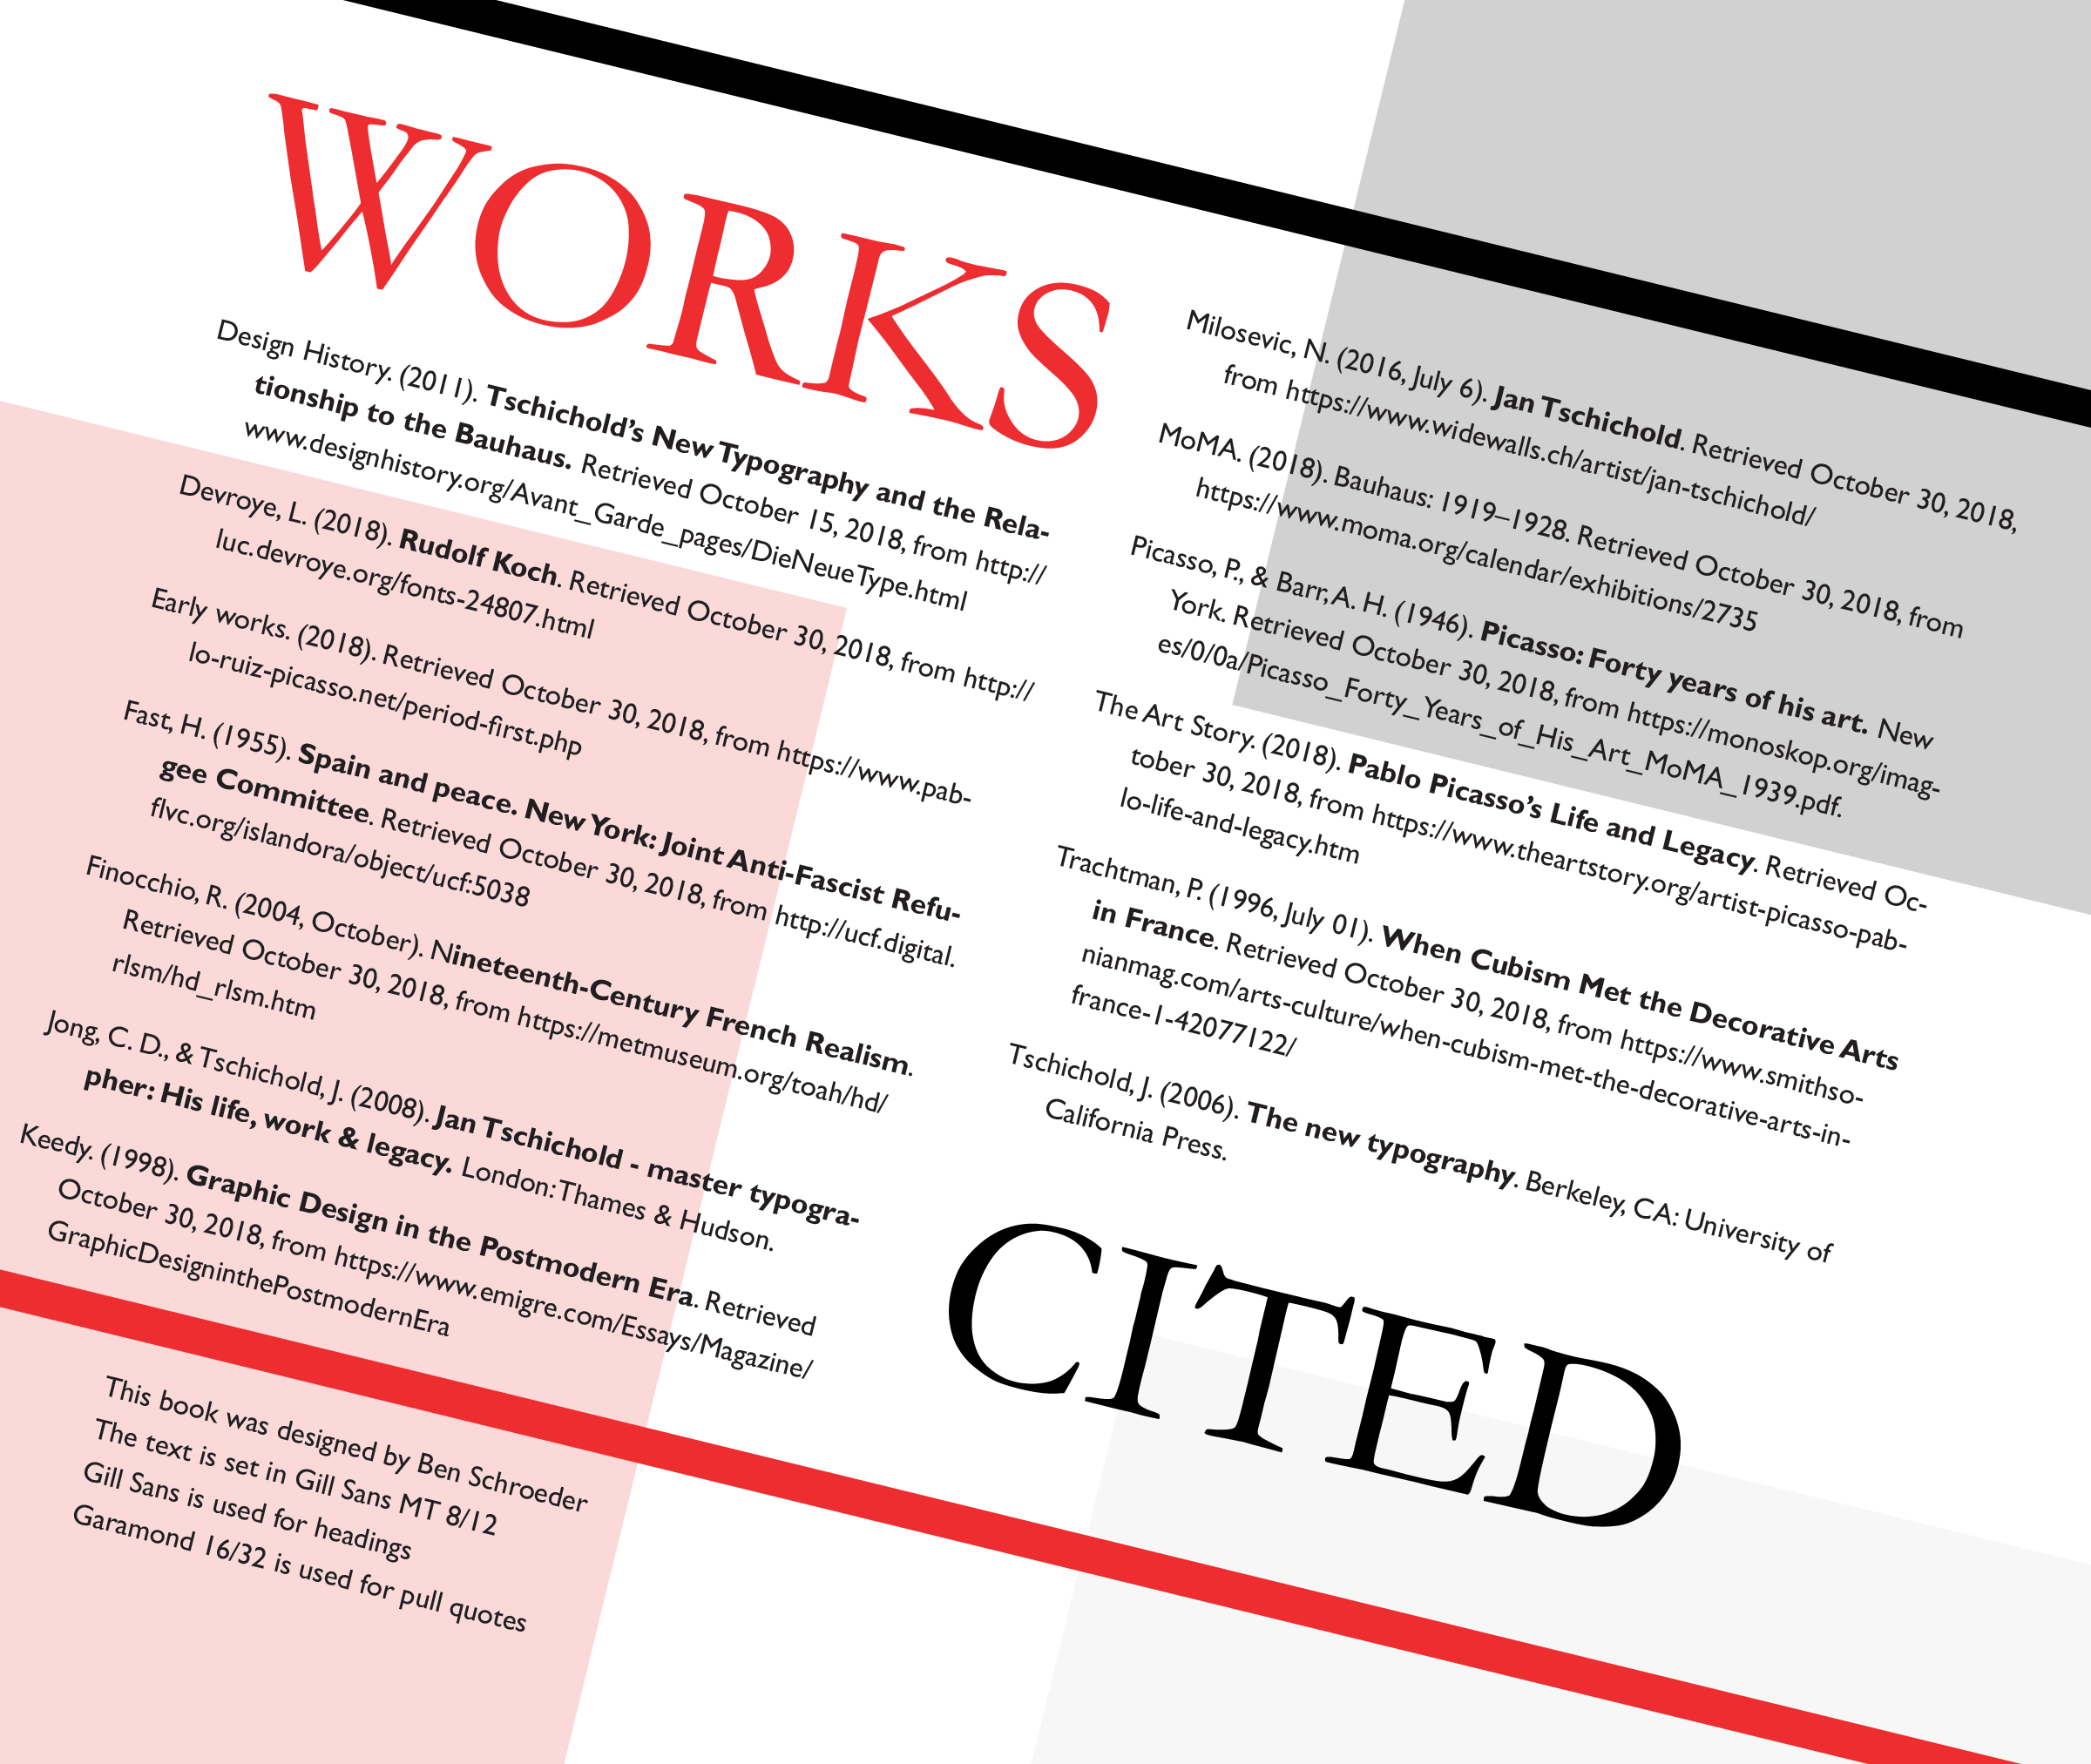 WORKS
Design History. (2011). Tschichold’s New Typography and the Rela-
tionship to the Bauhaus. Retrieved October 15, 2018, from http://
www.designhistory.org/Avant_Garde_pages/DieNeueType.html
Devroye, L. (2018). Rudolf Koch. Retrieved October 30, 2018, from http://
luc.devroye.org/fonts-24807.html
Early works. (2018). Retrieved October 30, 2018, from https://www.pab-
lo-ruiz-picasso.net/period-first.php
Fast, H. (1955). Spain and peace. New York: Joint Anti-Fascist Refu-
gee Committee. Retrieved October 30, 2018, from http://ucf.digital.
flvc.org/islandora/object/ucf:5038
Finocchio, R. (2004, October). Nineteenth-Century French Realism.
Retrieved October 30, 2018, from https://metmuseum.org/toah/hd/
rlsm/hd_rlsm.htm
Jong, C. D., & Tschichold, J. (2008). Jan Tschichold - master typogra-
pher: His life, work & legacy. London: Thames & Hudson.
Keedy. (1998). Graphic Design in the Postmodern Era. Retrieved
October 30, 2018, from https://www.emigre.com/Essays/Magazine/
GraphicDesigninthePostmodernEra
Milosevic, N. (2016, July 6). Jan Tschichold. Retrieved October 30, 2018,
from https://www.widewalls.ch/artist/jan-tschichold/
MoMA. (2018). Bauhaus: 1919–1928. Retrieved October 30, 2018, from
https://www.moma.org/calendar/exhibitions/2735
Picasso, P., & Barr, A. H. (1946). Picasso: Forty years of his art. New
York. Retrieved October 30, 2018, from https://monoskop.org/imag-
es/0/0a/Picasso_Forty_Years_of_His_Art_MoMA_1939.pdf.
The Art Story. (2018). Pablo Picasso’s Life and Legacy. Retrieved Oc-
tober 30, 2018, from https://www.theartstory.org/artist-picasso-pab-
lo-life-and-legacy.htm
Trachtman, P. (1996, July 01). When Cubism Met the Decorative Arts
in France. Retrieved October 30, 2018, from https://www.smithso-
nianmag.com/arts-culture/when-cubism-met-the-decorative-arts-in-
france-1-42077122/
Tschichold, J. (2006). The new typography. Berkeley, CA: University of
California Press.
CITED
This book was designed by Ben Schroeder
The text is set in Gill Sans MT 8/12
Gill Sans is used for headings
Garamond 16/32 is used for pull quotes